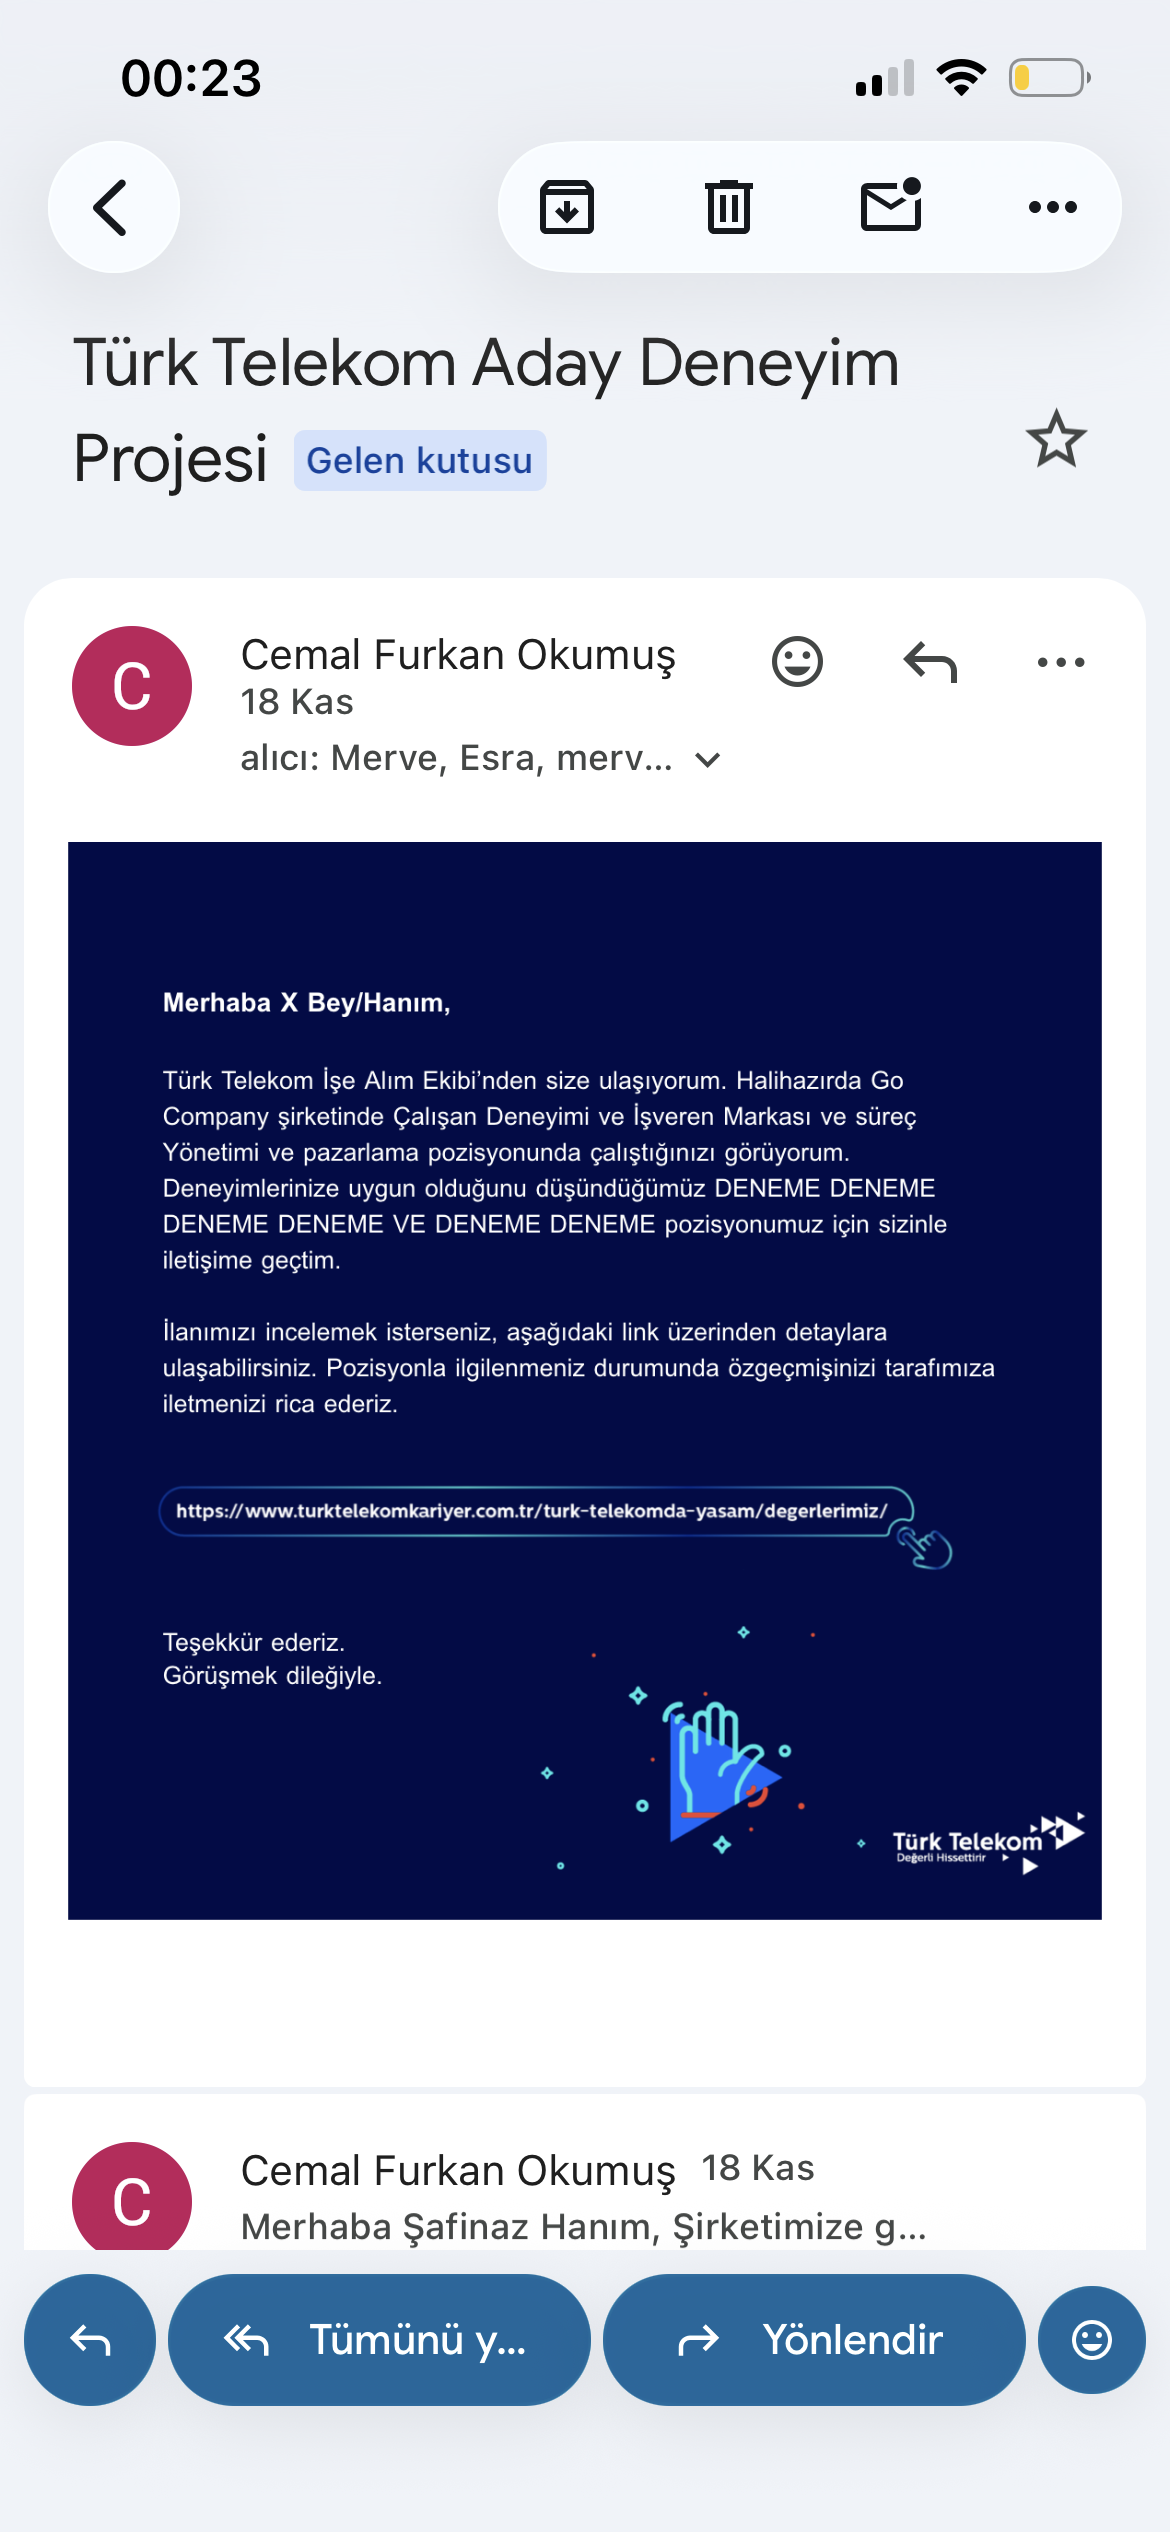 00:23
Türk Telekom Aday Deneyim
Projesi Gelen kutusu
C
Cemal Furkan Okumuş
18 Kas
alıcı: Merve, Esra, merv...
Merhaba X Bey/Hanım,
Türk Telekom İşe Alım Ekibi’nden size ulaşıyorum. Halihazırda Go
Company şirketinde Çalışan Deneyimi ve İşveren Markası ve süreç
Yönetimi ve pazarlama pozisyonunda çalıştığınızı görüyorum.
Deneyimlerinize uygun olduğunu düşündüğümüz DENEME DENEME
DENEME DENEME VE DENEME DENEME pozisyonumuz için sizinle
iletişime geçtim.
İlanımızı incelemek isterseniz, aşağıdaki link üzerinden detaylara
ulaşabilirsiniz. Pozisyonla ilgilenmeniz durumunda özgeçmişinizi tarafımıza
iletmenizi rica ederiz.
https://www.turktelekomkariyer.com.tr/turk-telekomda-yasam/degerlerimiz/
Teşekkür ederiz.
Görüşmek dileğiyle.
Türk Telekom
Değerli Hissettirir
C
Cemal Furkan Okumuş 18 Kas
Merhaba Şafinaz Hanım, Şirketimize g...
Tümünü y... Yönlendir